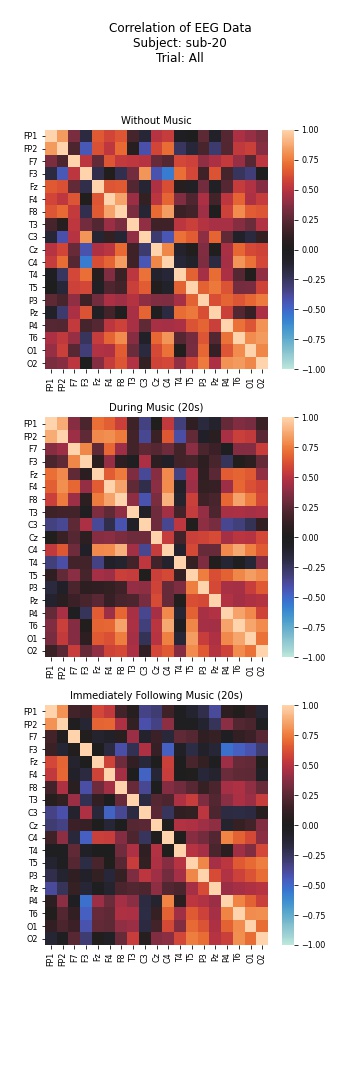 Correlation of EEG Data
Subject: sub-20
Trial: All
Without Music
FP1
FP2
F7
F3
Fz
F4
F8
T3
C3
Cz
C4
T4
T5
P3
Pz
P4
T6
O1
O2
FP1 FP2 F7 F3 Fz F4 F8 T3 C3 Cz C4 T4 T5 P3 Pz P4 T6 O1 O2
1.00
0.75
0.50
0.25
0.00
−0.25
−0.50
−0.75
−1.00
During Music (20s)
FP1
FP2
F7
F3
Fz
F4
F8
T3
C3
Cz
C4
T4
T5
P3
Pz
P4
T6
O1
O2
FP1 FP2 F7 F3 Fz F4 F8 T3 C3 Cz C4 T4 T5 P3 Pz P4 T6 O1 O2
1.00
0.75
0.50
0.25
0.00
−0.25
−0.50
−0.75
−1.00
Immediately Following Music (20s)
FP1
FP2
F7
F3
Fz
F4
F8
T3
C3
Cz
C4
T4
T5
P3
Pz
P4
T6
O1
O2
FP1 FP2 F7 F3 Fz F4 F8 T3 C3 Cz C4 T4 T5 P3 Pz P4 T6 O1 O2
1.00
0.75
0.50
0.25
0.00
−0.25
−0.50
−0.75
−1.00